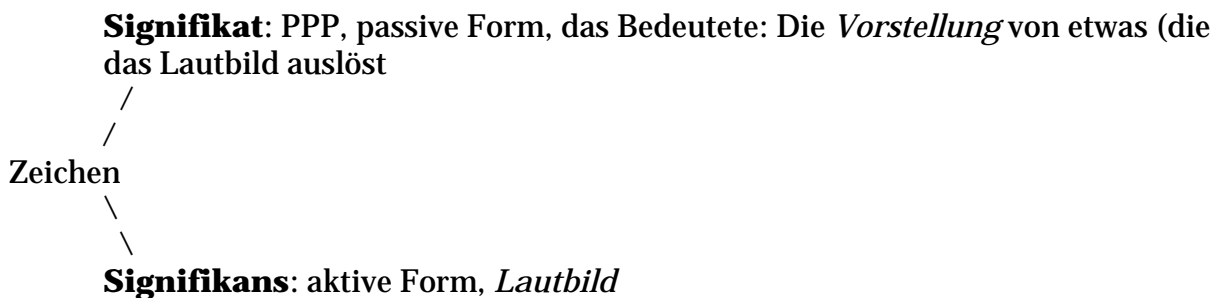 Signifikat: PPP, passive Form, das Bedeutete: Die Vorstellung von etwas (die
das Lautbild auslöst
/
/
Zeichen
\
\
Signifikans: aktive Form, Lautbild